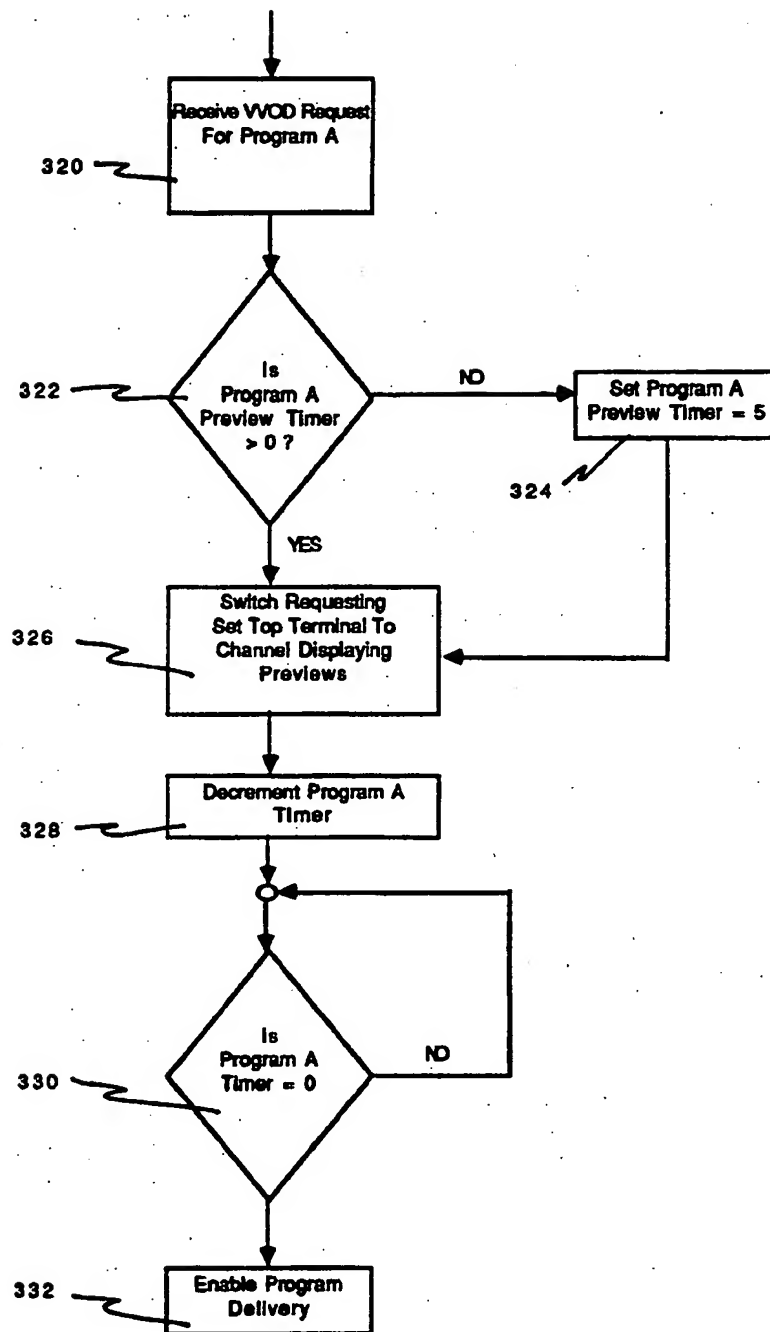 Receive VVOD Request
For Program A
320
Is
Program A
Preview Timer
> 0 ?
322
NO
Set Program A
Preview Timer = 5
324
YES
Switch Requesting
Set Top Terminal To
Channel Displaying
Previews
326
Decrement Program A
Timer
328
Is
Program A
Timer = 0
330
NO
Enable Program
Delivery
332